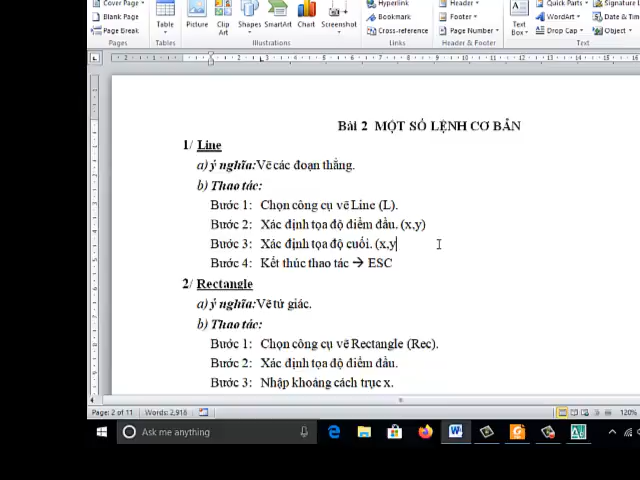 Cover Page
Blank Page
Page Break
Pages
Table
Tables
Picture
Clip
Art
Shapes
SmartArt
Chart
Screenshot
Illustrations
Hyperlink
Bookmark
Cross-reference
Links
Header
Footer
Page Number
Header & Footer
Text
Box
Quick Parts
WordArt
Drop Cap
Text
Signature L
Date & Time
Object
Bài 2 MỘT SỐ LỆNH CƠ BẢN
1/ Line
a) ý nghĩa:Vẽ các đoạn thẳng.
b) Thao tác:
Bước 1: Chọn công cụ vẽ Line (L).
Bước 2: Xác định tọa độ điểm đầu. (x,y)
Bước 3: Xác định tọa độ cuối. (x,y
Bước 4: Kết thúc thao tác → ESC
2/ Rectangle
a) ý nghĩa:Vẽ tứ giác.
b) Thao tác:
Bước 1: Chọn công cụ vẽ Rectangle (Rec).
Bước 2: Xác định tọa độ điểm đầu.
Bước 3: Nhập khoảng cách trục x.
Page: 2 of 11 Words: 2,918 120%
Ask me anything